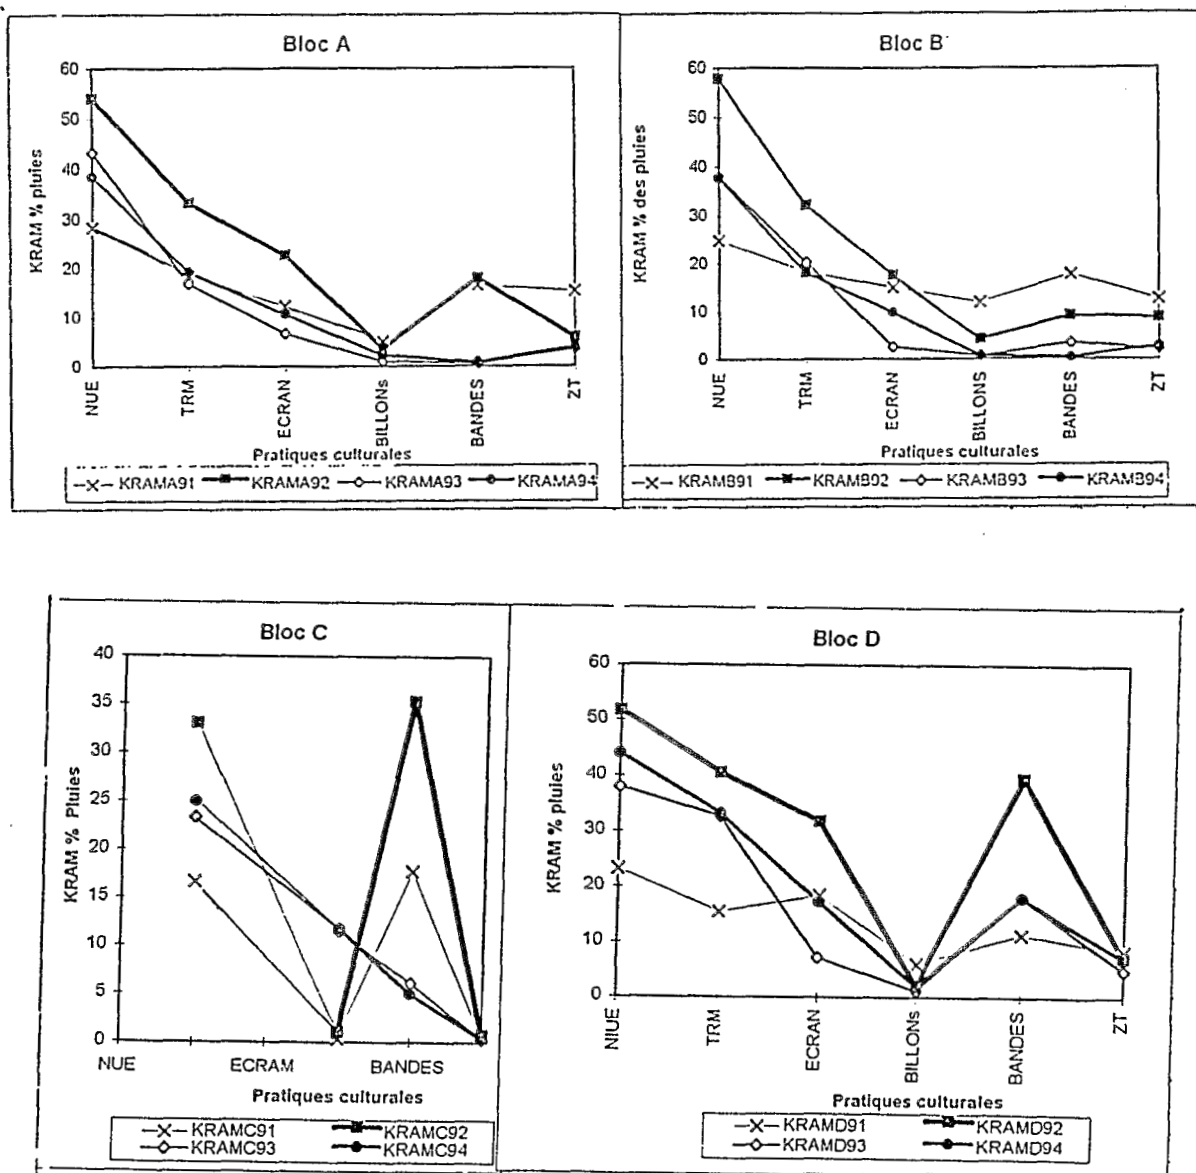 Bloc A
60
50
40
30
20
10
0
KRAM % pluies
NUE
TRM
ECRAN
BILLONs
BANDES
ZT
Pratiques culturales
KRAMA91 KRAMA92 KRAMA93 KRAMA94
Bloc B
60
50
40
30
20
10
0
KRAM % des pluies
NUE
TRM
ECRAN
BILLONS
BANDES
ZT
Pratiques culturales
KRAMB91 KRAMB92 KRAMB93 KRAMB94
Bloc C
40
35
30
25
20
15
10
5
0
KRAM % Pluies
NUE ECRAM BANDES
Pratiques culturales
KRAMC91 KRAMC92
KRAMC93 KRAMC94
Bloc D
60
50
40
30
20
10
0
KRAM % pluies
NIUE
TRM
ECRAN
BILLONs
BANDES
ZT
Pratiques culturales
KRAMD91 KRAMD92
KRAMD93 KRAMD94